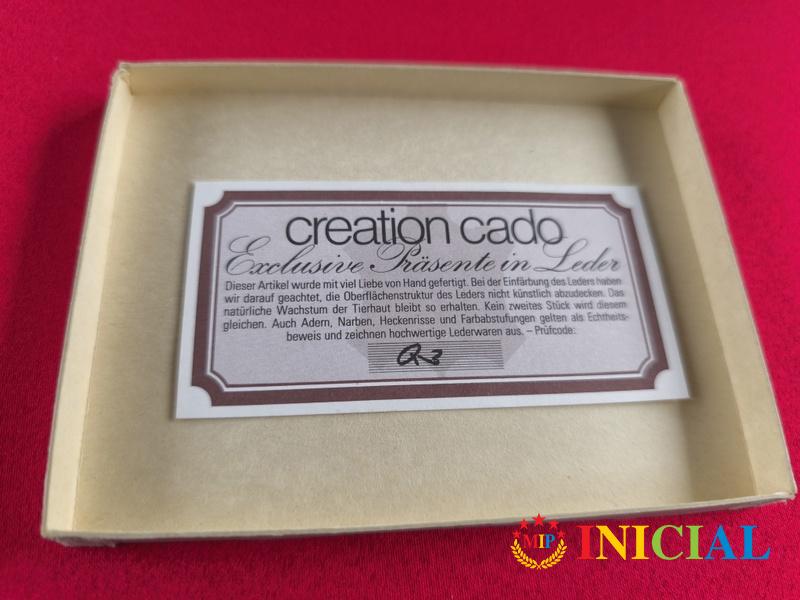 creation cado
Exclusive Präsente in Leder
Dieser Artikel wurde mit viel Liebe von Hand gefertigt. Bei der Einfärbung des Leders haben
wir darauf geachtet, die Oberflächenstruktur des Leders nicht künstlich abzudecken. Das
natürliche Wachstum der Tierhaut bleibt so erhalten. Kein zweites Stück wird diesem
gleichen. Auch Adern, Narben, Heckenrisse und Farbabstufungen gelten als Echtheits-
beweis und zeichnen hochwertige Lederwaren aus. – Prüfcode:
MIP INICIAL